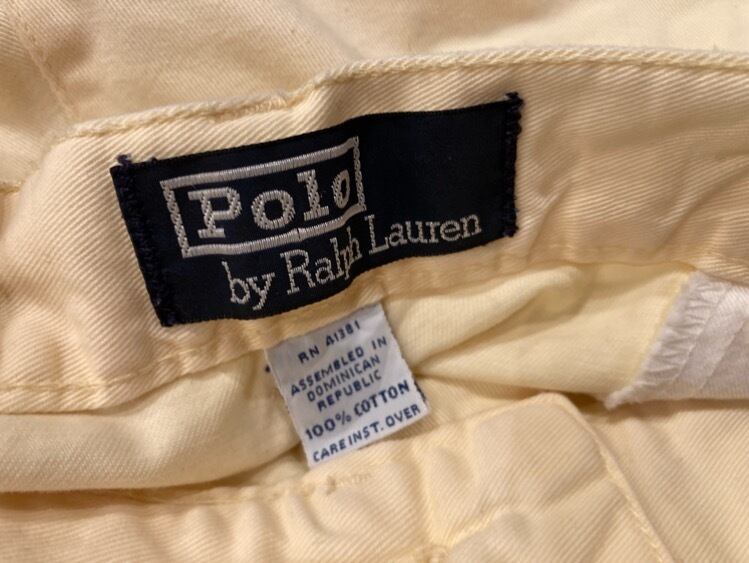 Polo
by Ralph Lauren
RN 41381
ASSEMBLED IN
DOMINICAN
REPUBLIC
100% COTTON
CARE INST. OVER